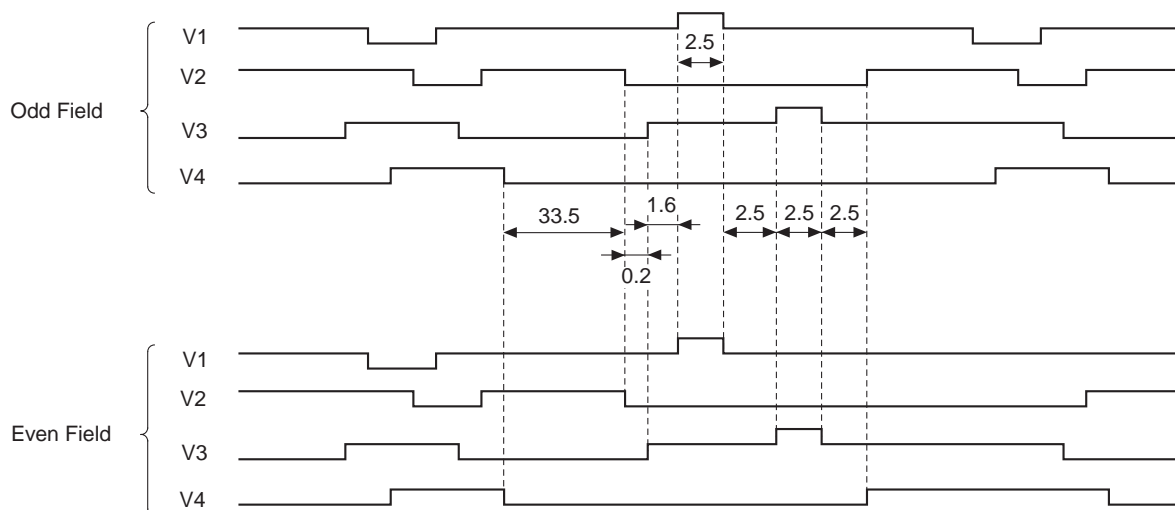 V1
2.5
V2
Odd Field
V3
V4
33.5
1.6
2.5 2.5 2.5
0.2
V1
V2
Even Field
V3
V4